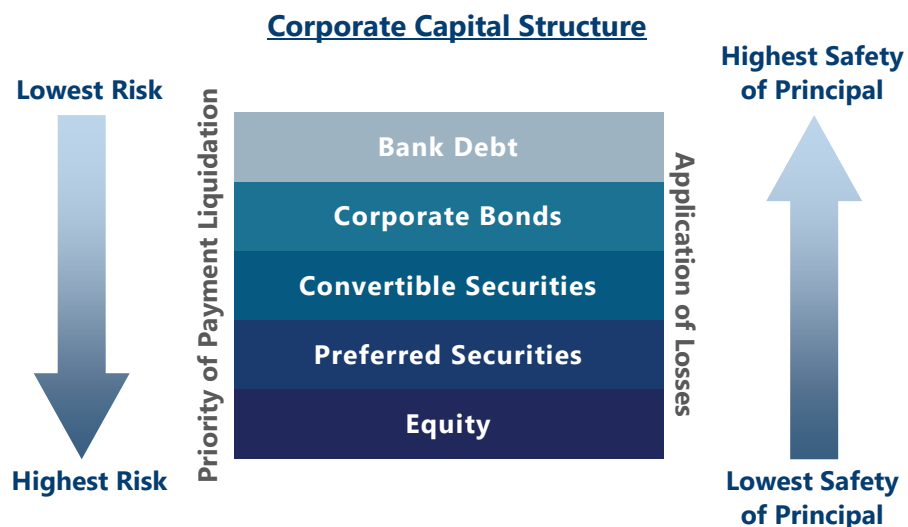 Corporate Capital Structure
Lowest Risk
Highest Risk
Priority of Payment Liquidation
Bank Debt
Corporate Bonds
Convertible Securities
Preferred Securities
Equity
Application of Losses
Highest Safety
of Principal
Lowest Safety
of Principal